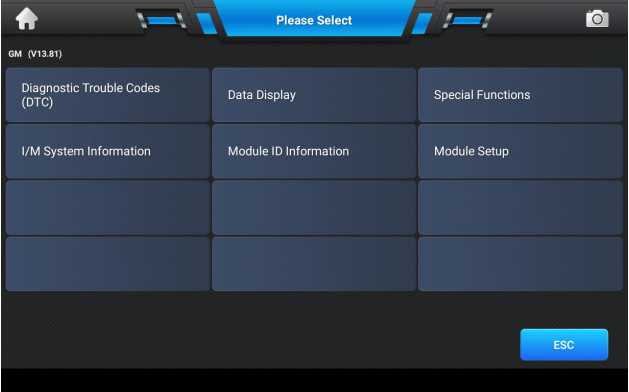 Please Select
GM (V13.81)
Diagnostic Trouble Codes
(DTC)
Data Display
Special Functions
I/M System Information
Module ID Information
Module Setup
ESC